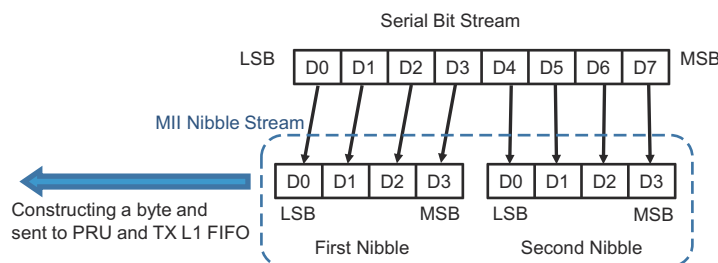 Serial Bit Stream
LSB D0 D1 D2 D3 D4 D5 D6 D7 MSB
MII Nibble Stream
D0 D1 D2 D3 D0 D1 D2 D3
LSB MSB LSB MSB
Constructing a byte and
sent to PRU and TX L1 FIFO
First Nibble Second Nibble